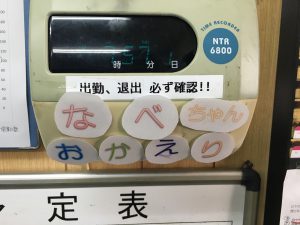 TIME RECORDER
NTR
6800
時 分 日
出勤、退出 必ず確認!!
なべちゃん
おかえり
定表